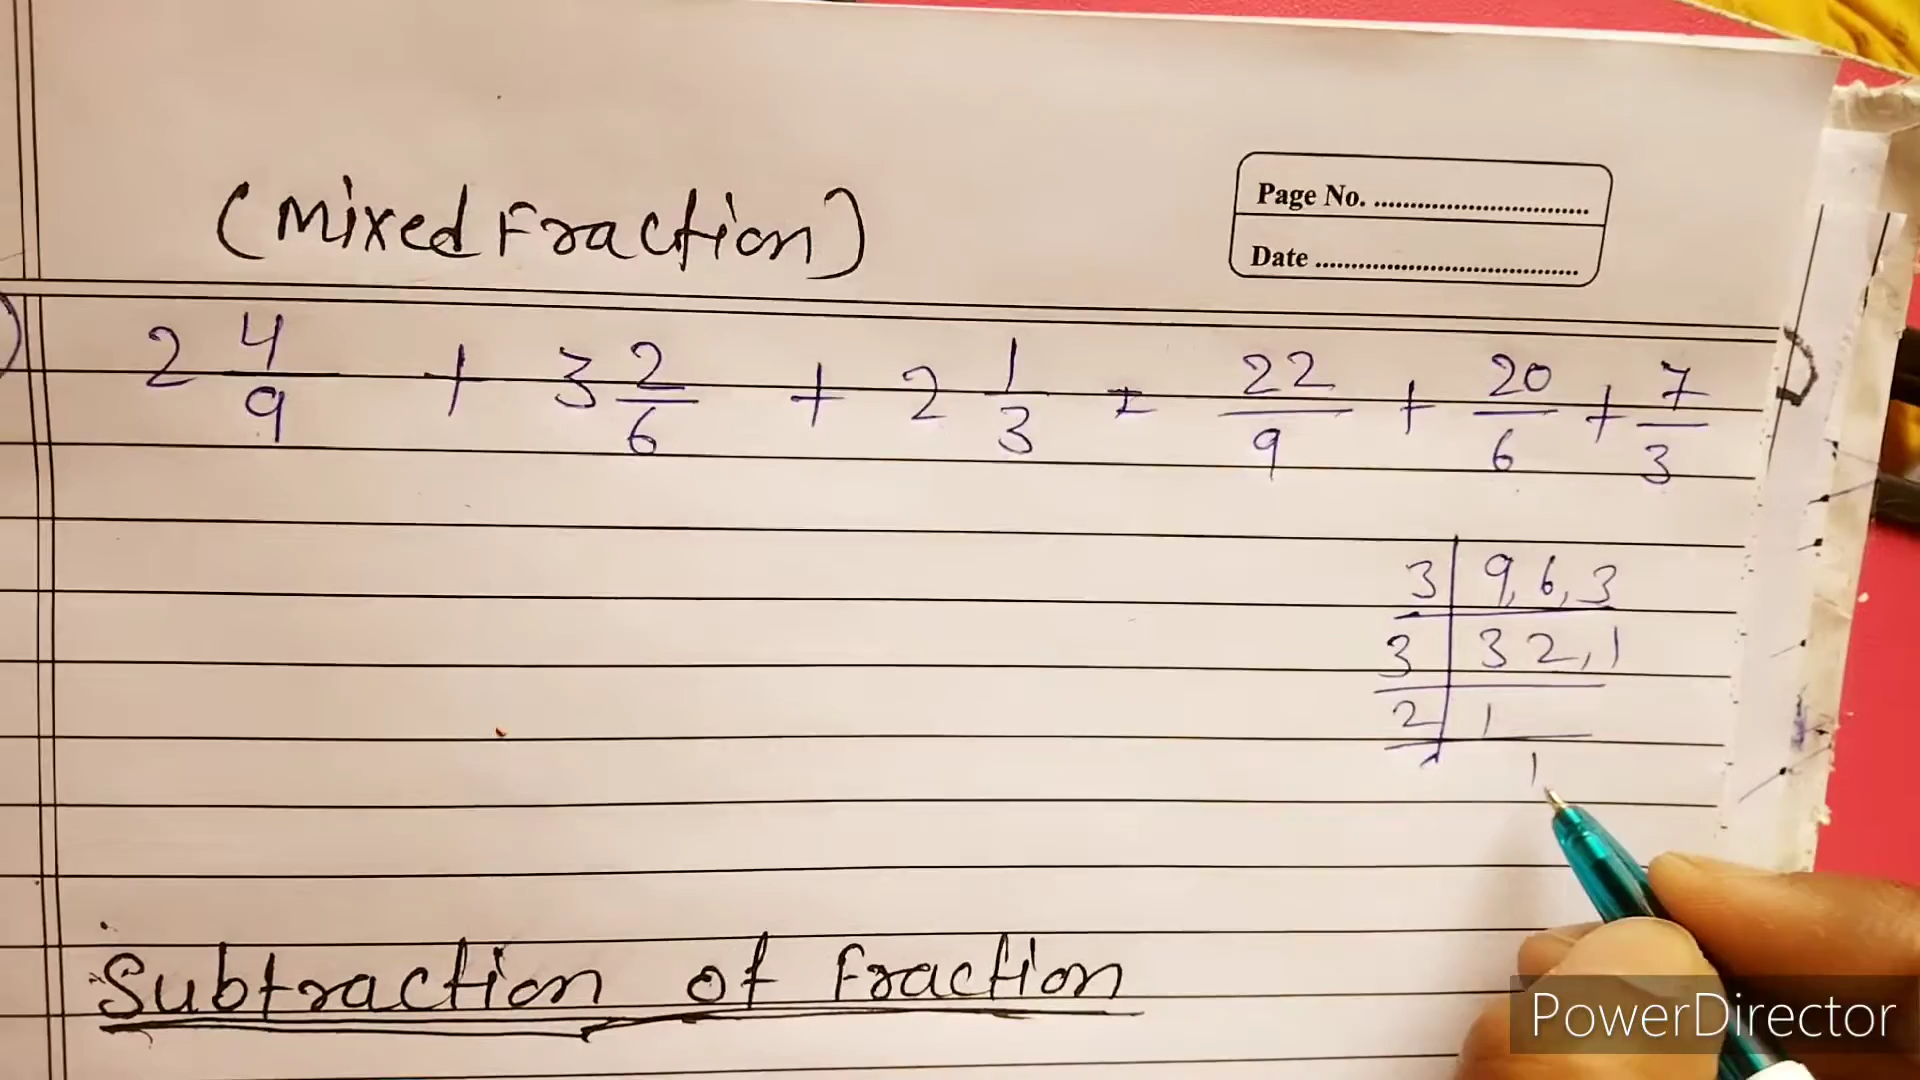 (Mixed Fraction)
Page No. ..............................
Date .....................................
2 4/9 + 3 2/6 + 2 1/3 = 22/9 + 20/6 + 7/3
3 | 9, 6, 3
3 | 3 2, 1
2 | 1
1
Subtraction of Fraction
PowerDirector